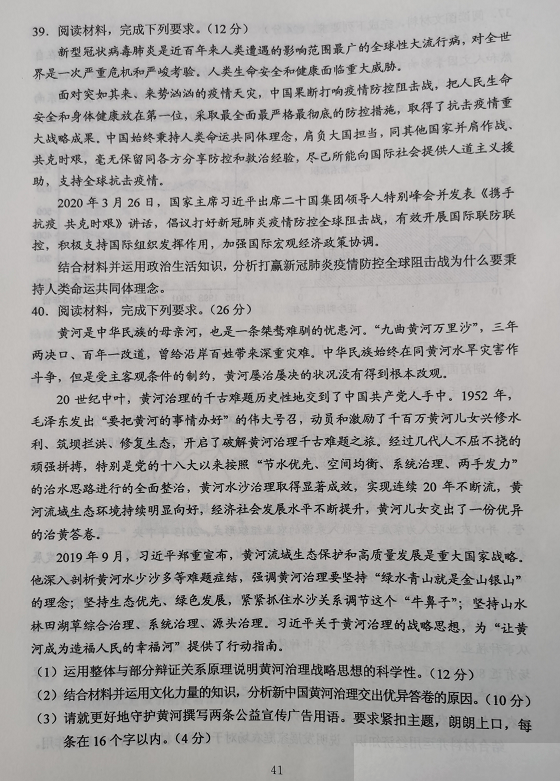 39. 阅读材料，完成下列要求。（12 分）
新型冠状病毒肺炎是近百年来人类遭遇的影响范围最广的全球性大流行病，对全世
界是一次严重危机和严峻考验。人类生命安全和健康面临重大威胁。
面对突如其来、来势汹汹的疫情天灾，中国果断打响疫情防控阻击战，把人民生命
安全和身体健康放在第一位，采取最全面最严格最彻底的防控措施，取得了抗击疫情重
大战略成果。中国始终秉持人类命运共同体理念，肩负大国担当，同其他国家并肩作战、
共克时艰，毫无保留同各方分享防控和救治经验，尽己所能向国际社会提供人道主义援
助，支持全球抗击疫情。
2020 年 3 月 26 日，国家主席习近平出席二十国集团领导人特别峰会并发表《携手
抗疫 共克时艰》讲话，倡议打好新冠肺炎疫情防控全球阻击战，有效开展国际联防联
控，积极支持国际组织发挥作用，加强国际宏观经济政策协调。
结合材料并运用政治生活知识，分析打赢新冠肺炎疫情防控全球阻击战为什么要秉
持人类命运共同体理念。
40. 阅读材料，完成下列要求。（26 分）
黄河是中华民族的母亲河，也是一条桀骜难驯的忧患河。“九曲黄河万里沙”，三年
两决口、百年一改道，曾给沿岸百姓带来深重灾难。中华民族始终在同黄河水旱灾害作
斗争，但是受主客观条件的制约，黄河屡治屡决的状况没有得到根本改观。
20 世纪中叶，黄河治理的千古难题历史性地交到了中国共产党人手中。1952 年，
毛泽东发出“要把黄河的事情办好”的伟大号召，动员和激励了千百万黄河儿女兴修水
利、筑坝拦洪、修复生态，开启了破解黄河治理千古难题之旅。经过几代人不屈不挠的
顽强拼搏，特别是党的十八大以来按照“节水优先、空间均衡、系统治理、两手发力”
的治水思路进行的全面整治，黄河水沙治理取得显著成效，实现连续 20 年不断流，黄
河流域生态环境持续明显向好，经济社会发展水平不断提升，黄河儿女交出了一份优异
的治黄答卷。
2019 年 9 月，习近平郑重宣布，黄河流域生态保护和高质量发展是重大国家战略。
他深入剖析黄河水少沙多等难题症结，强调黄河治理要坚持“绿水青山就是金山银山”
的理念；坚持生态优先、绿色发展，紧紧抓住水沙关系调节这个“牛鼻子”；坚持山水
林田湖草综合治理、系统治理、源头治理。习近平关于黄河治理的战略思想，为“让黄
河成为造福人民的幸福河”提供了行动指南。
（1）运用整体与部分辩证关系原理说明黄河治理战略思想的科学性。（12 分）
（2）结合材料并运用文化力量的知识，分析新中国黄河治理交出优异答卷的原因。（10 分）
（3）请就更好地守护黄河撰写两条公益宣传广告用语。要求紧扣主题，朗朗上口，每
条在 16 个字以内。（4 分）
41